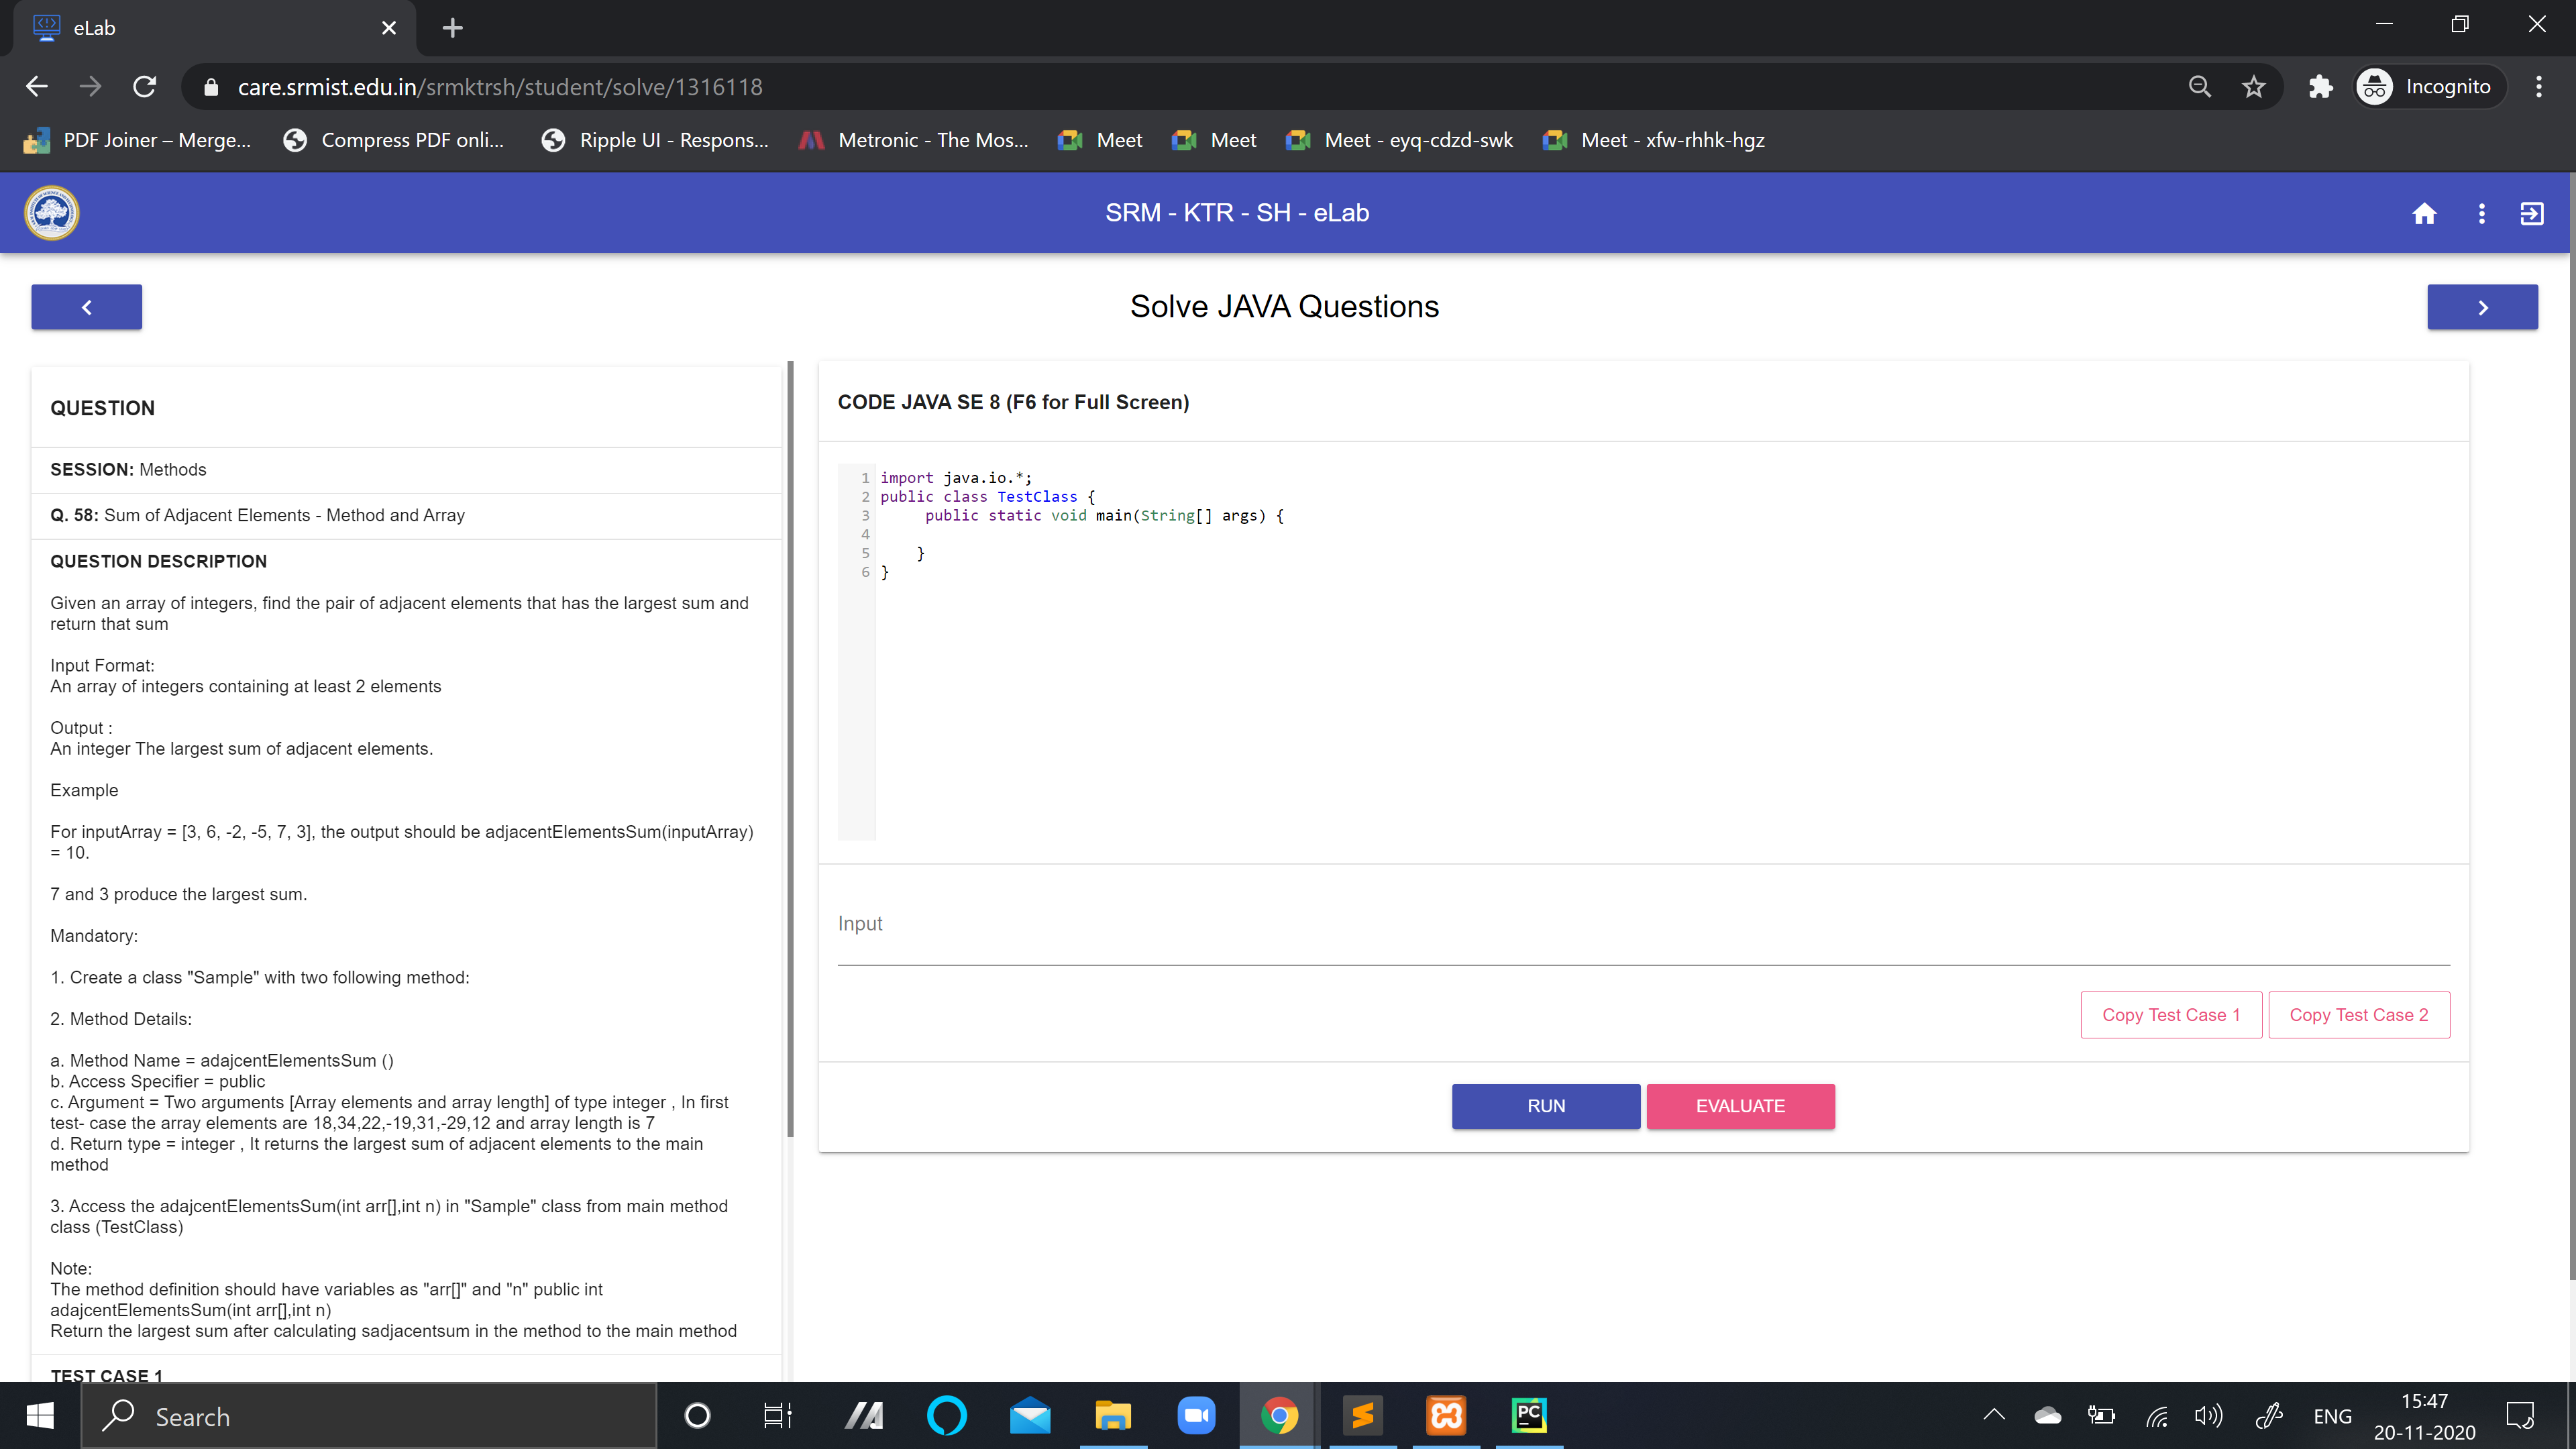 eLab
care.srmist.edu.in/srmktrsh/student/solve/1316118
Incognito
PDF Joiner – Merge...
Compress PDF onli...
Ripple UI - Respons...
Metronic - The Mos...
Meet
Meet
Meet - eyq-cdzd-swk
Meet - xfw-rhhk-hgz
SRM - KTR - SH - eLab
Solve JAVA Questions
QUESTION
SESSION: Methods
Q. 58: Sum of Adjacent Elements - Method and Array
QUESTION DESCRIPTION
Given an array of integers, find the pair of adjacent elements that has the largest sum and
return that sum
Input Format:
An array of integers containing at least 2 elements
Output :
An integer The largest sum of adjacent elements.
Example
For inputArray = [3, 6, -2, -5, 7, 3], the output should be adjacentElementsSum(inputArray)
= 10.
7 and 3 produce the largest sum.
Mandatory:
1. Create a class "Sample" with two following method:
2. Method Details:
a. Method Name = adajcentElementsSum ()
b. Access Specifier = public
c. Argument = Two arguments [Array elements and array length] of type integer , In first
test- case the array elements are 18,34,22,-19,31,-29,12 and array length is 7
d. Return type = integer , It returns the largest sum of adjacent elements to the main
method
3. Access the adajcentElementsSum(int arr[],int n) in "Sample" class from main method
class (TestClass)
Note:
The method definition should have variables as "arr[]" and "n" public int
adajcentElementsSum(int arr[],int n)
Return the largest sum after calculating sadjacentsum in the method to the main method
TEST CASE 1
CODE JAVA SE 8 (F6 for Full Screen)
1 import java.io.*;
2 public class TestClass {
3 public static void main(String[] args) {
4
5 }
6 }
Input
Copy Test Case 1
Copy Test Case 2
RUN
EVALUATE
Search
PC
ENG
15:47
20-11-2020